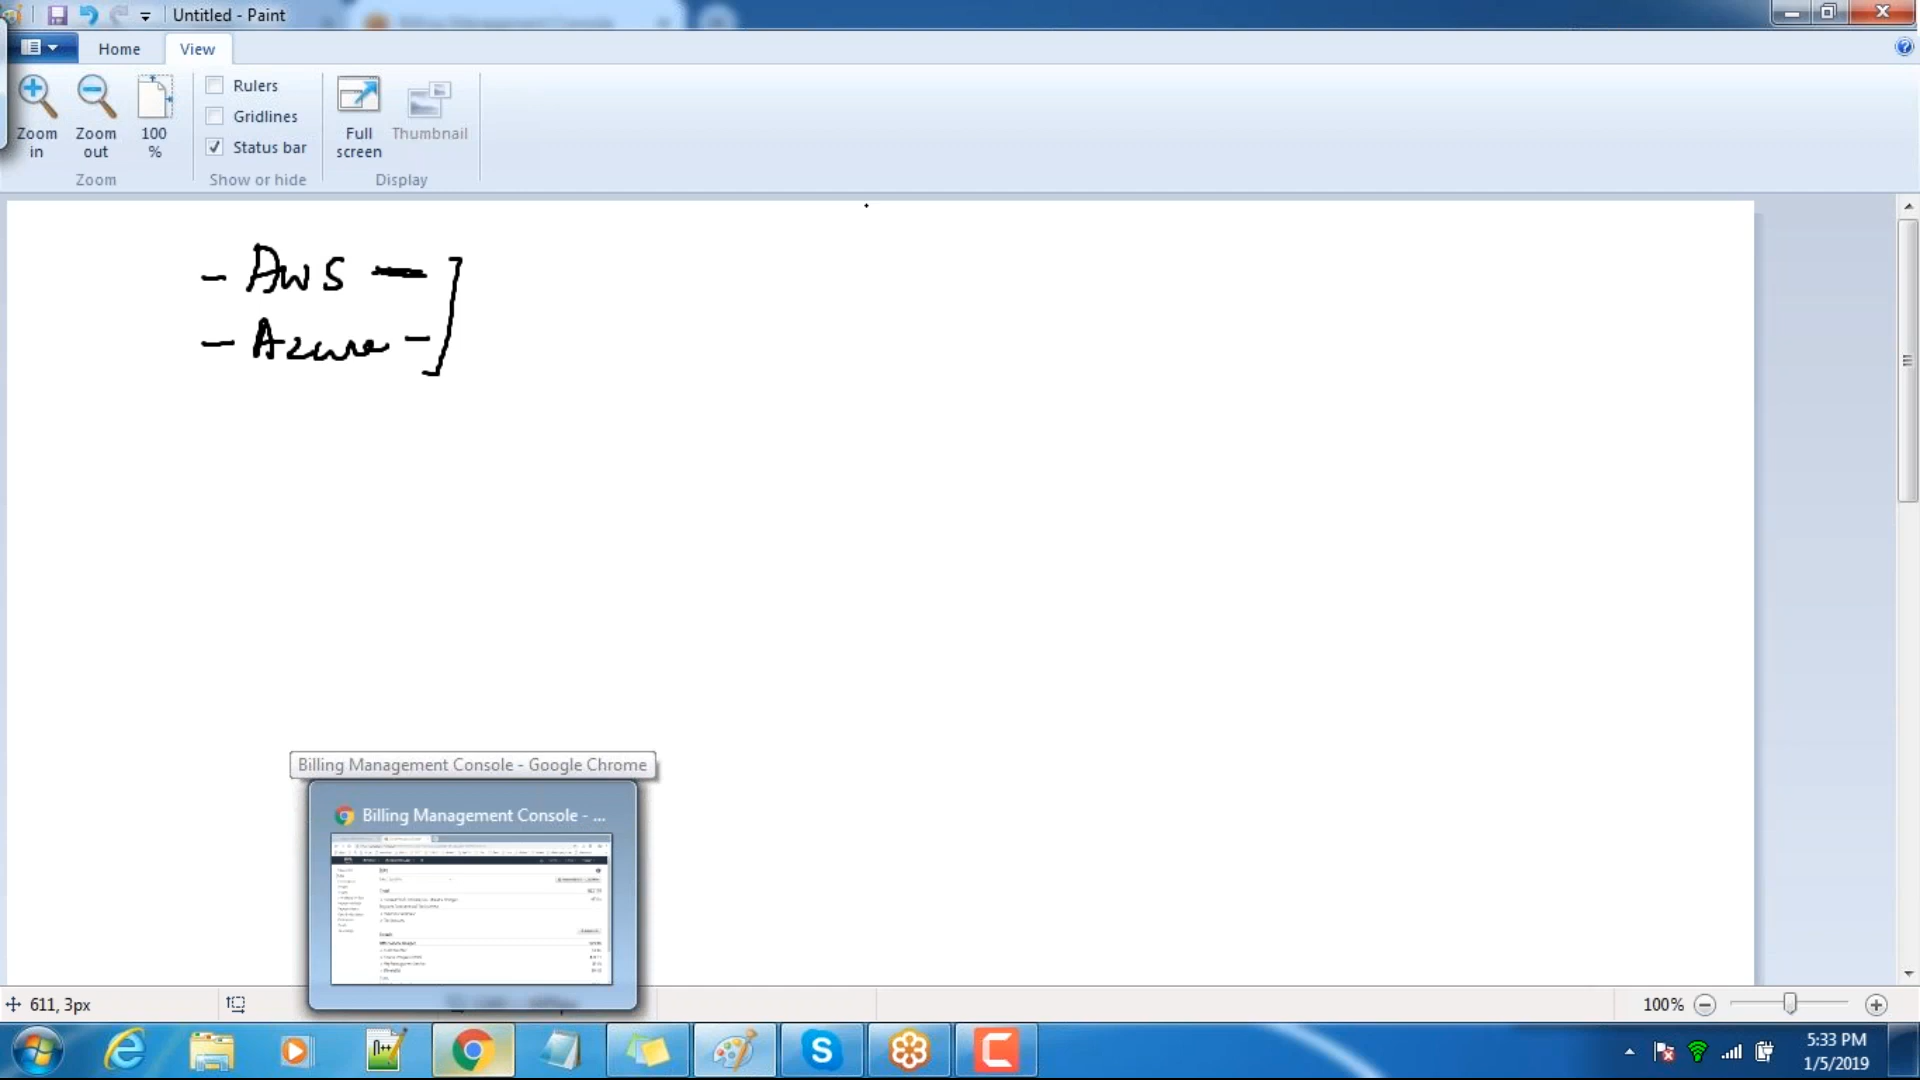 Untitled - Paint
Home View
Zoom in
Zoom out
100 %
Zoom
Rulers
Gridlines
Status bar
Show or hide
Full screen
Thumbnail
Display
- AWS -
- Azure -
Billing Management Console - Google Chrome
Billing Management Console - ...
611, 3px
100%
5:33 PM
1/5/2019